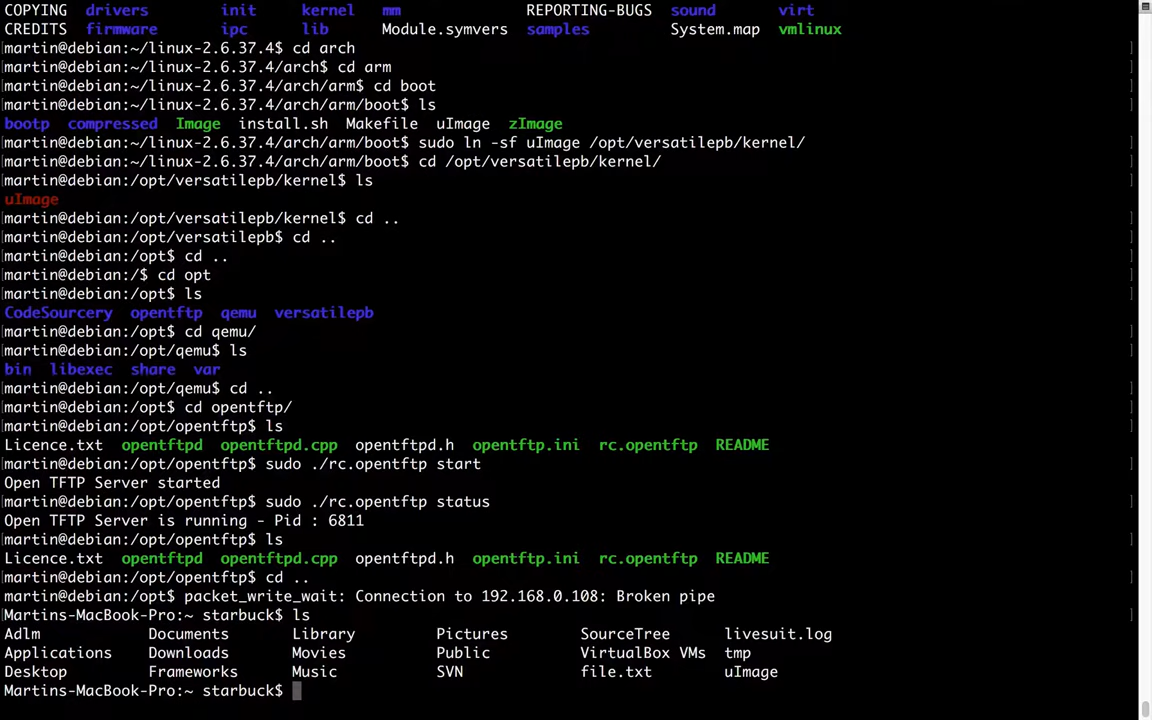 COPYING drivers init kernel mm REPORTING-BUGS sound virt
CREDITS firmware ipc lib Module.symvers samples System.map vmlinux
martin@debian:~/linux-2.6.37.4$ cd arch
martin@debian:~/linux-2.6.37.4/arch$ cd arm
martin@debian:~/linux-2.6.37.4/arch/arm$ cd boot
martin@debian:~/linux-2.6.37.4/arch/arm/boot$ ls
bootp compressed Image install.sh Makefile uImage zImage
martin@debian:~/linux-2.6.37.4/arch/arm/boot$ sudo ln -sf uImage /opt/versatilepb/kernel/
martin@debian:~/linux-2.6.37.4/arch/arm/boot$ cd /opt/versatilepb/kernel/
martin@debian:/opt/versatilepb/kernel$ ls
uImage
martin@debian:/opt/versatilepb/kernel$ cd ..
martin@debian:/opt/versatilepb$ cd ..
martin@debian:/opt$ cd ..
martin@debian:/$ cd opt
martin@debian:/opt$ ls
CodeSourcery opentftp qemu versatilepb
martin@debian:/opt$ cd qemu/
martin@debian:/opt/qemu$ ls
bin libexec share var
martin@debian:/opt/qemu$ cd ..
martin@debian:/opt$ cd opentftp/
martin@debian:/opt/opentftp$ ls
Licence.txt opentftpd opentftpd.cpp opentftpd.h opentftp.ini rc.opentftp README
martin@debian:/opt/opentftp$ sudo ./rc.opentftp start
Open TFTP Server started
martin@debian:/opt/opentftp$ sudo ./rc.opentftp status
Open TFTP Server is running - Pid : 6811
martin@debian:/opt/opentftp$ ls
Licence.txt opentftpd opentftpd.cpp opentftpd.h opentftp.ini rc.opentftp README
martin@debian:/opt/opentftp$ cd ..
martin@debian:/opt$ packet_write_wait: Connection to 192.168.0.108: Broken pipe
Martins-MacBook-Pro:~ starbuck$ ls
Adlm Documents Library Pictures SourceTree livesuit.log
Applications Downloads Movies Public VirtualBox VMs tmp
Desktop Frameworks Music SVN file.txt uImage
Martins-MacBook-Pro:~ starbuck$